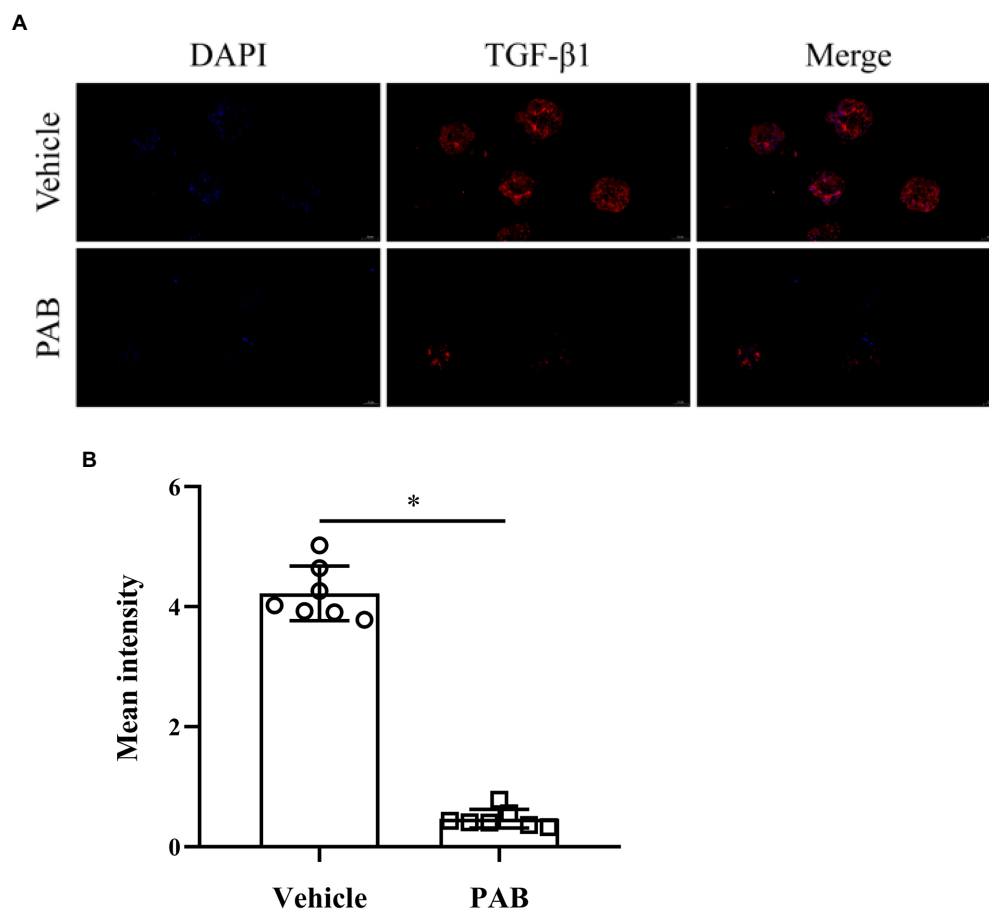 A
DAPI TGF-β1 Merge
Vehicle
PAB
B
6
*
4
2
0
Mean intensity
Vehicle PAB